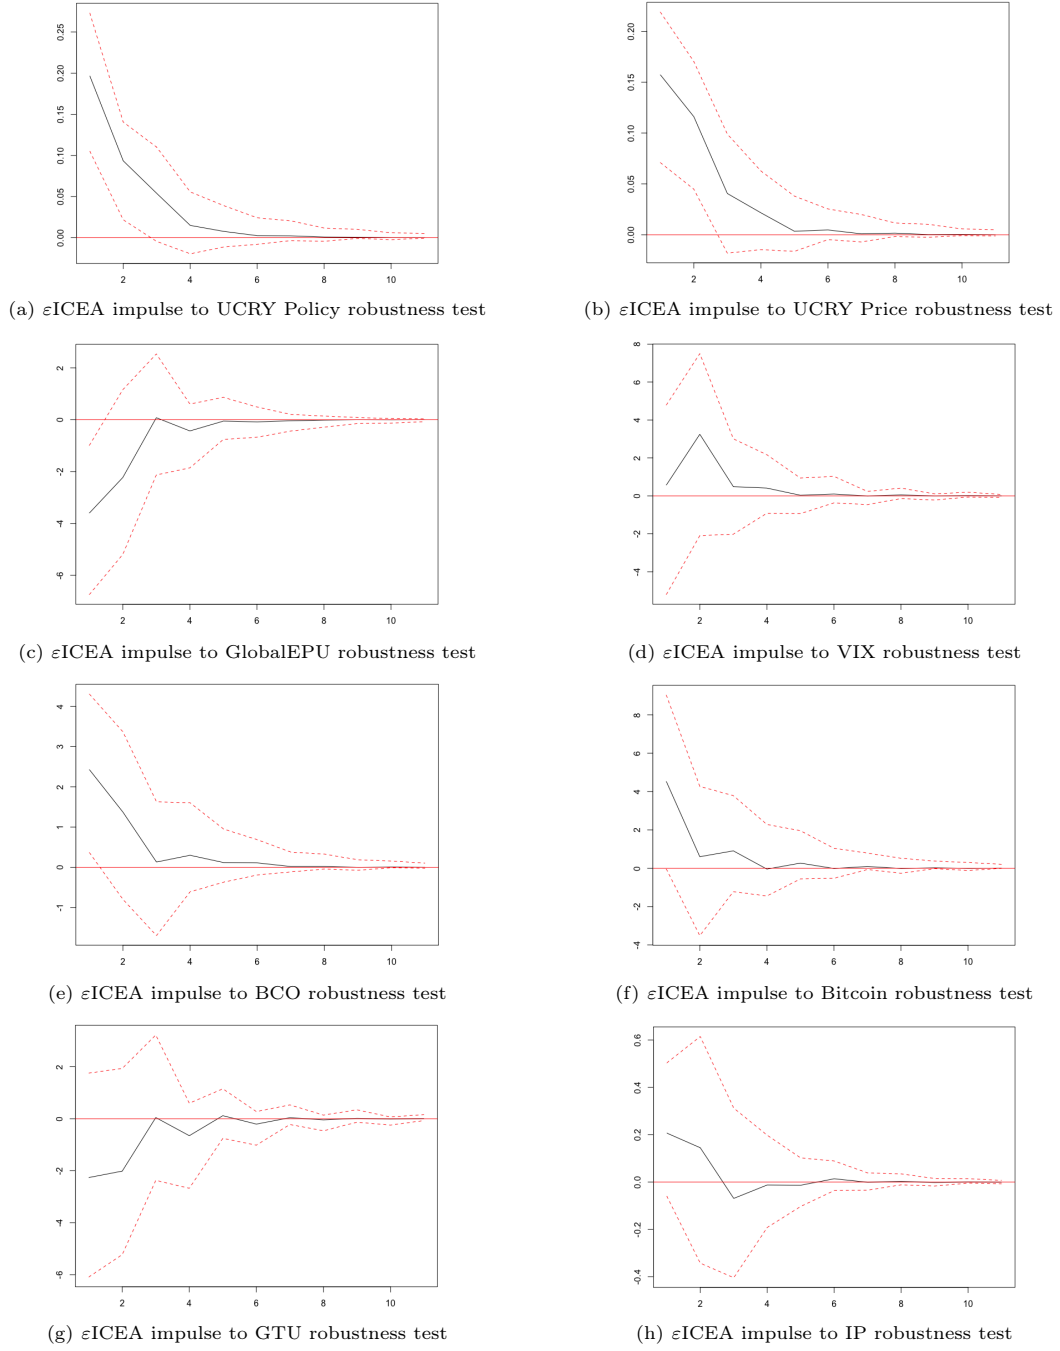 0.25
0.20
0.15
0.10
0.05
0.00
2 4 6 8 10
0.20
0.15
0.10
0.05
0.00
2 4 6 8 10
(a) εICEA impulse to UCRY Policy robustness test
(b) εICEA impulse to UCRY Price robustness test
2
0
-2
-4
-6
2 4 6 8 10
8
6
4
2
0
-2
-4
2 4 6 8 10
(c) εICEA impulse to GlobalEPU robustness test
(d) εICEA impulse to VIX robustness test
4
3
2
1
0
-1
2 4 6 8 10
8
6
4
2
0
-2
-4
2 4 6 8 10
(e) εICEA impulse to BCO robustness test
(f) εICEA impulse to Bitcoin robustness test
2
0
-2
-4
-6
2 4 6 8 10
0.6
0.4
0.2
0.0
-0.2
-0.4
2 4 6 8 10
(g) εICEA impulse to GTU robustness test
(h) εICEA impulse to IP robustness test